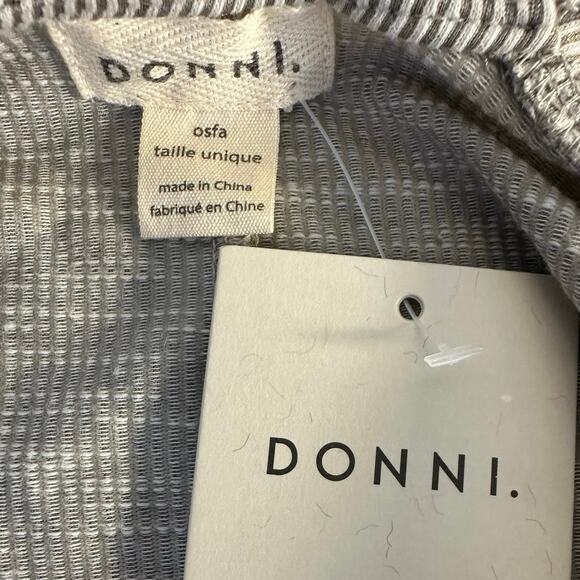 DONNI.
osfa
taille unique
made in China
fabriqué en Chine
DONNI.